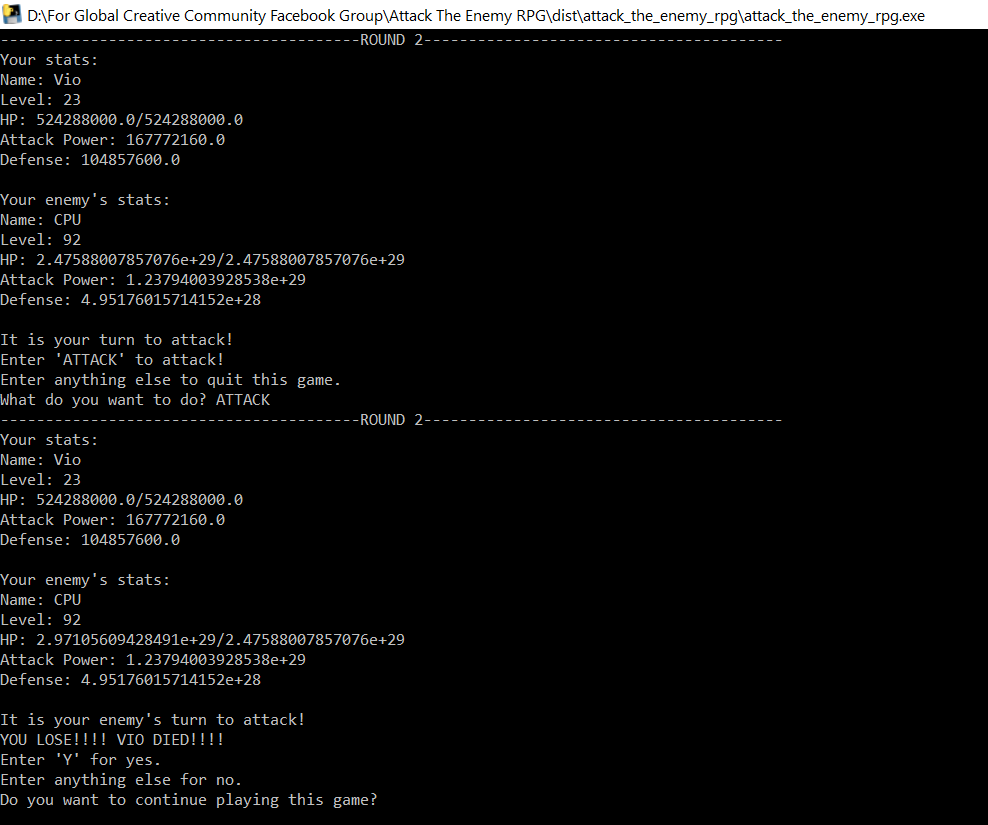 D:\For Global Creative Community Facebook Group\Attack The Enemy RPG\dist\attack_the_enemy_rpg\attack_the_enemy_rpg.exe
----------------------------------------ROUND 2----------------------------------------
Your stats:
Name: Vio
Level: 23
HP: 524288000.0/524288000.0
Attack Power: 167772160.0
Defense: 104857600.0
Your enemy's stats:
Name: CPU
Level: 92
HP: 2.47588007857076e+29/2.47588007857076e+29
Attack Power: 1.23794003928538e+29
Defense: 4.95176015714152e+28
It is your turn to attack!
Enter 'ATTACK' to attack!
Enter anything else to quit this game.
What do you want to do? ATTACK
----------------------------------------ROUND 2----------------------------------------
Your stats:
Name: Vio
Level: 23
HP: 524288000.0/524288000.0
Attack Power: 167772160.0
Defense: 104857600.0
Your enemy's stats:
Name: CPU
Level: 92
HP: 2.97105609428491e+29/2.47588007857076e+29
Attack Power: 1.23794003928538e+29
Defense: 4.95176015714152e+28
It is your enemy's turn to attack!
YOU LOSE!!!! VIO DIED!!!!
Enter 'Y' for yes.
Enter anything else for no.
Do you want to continue playing this game?